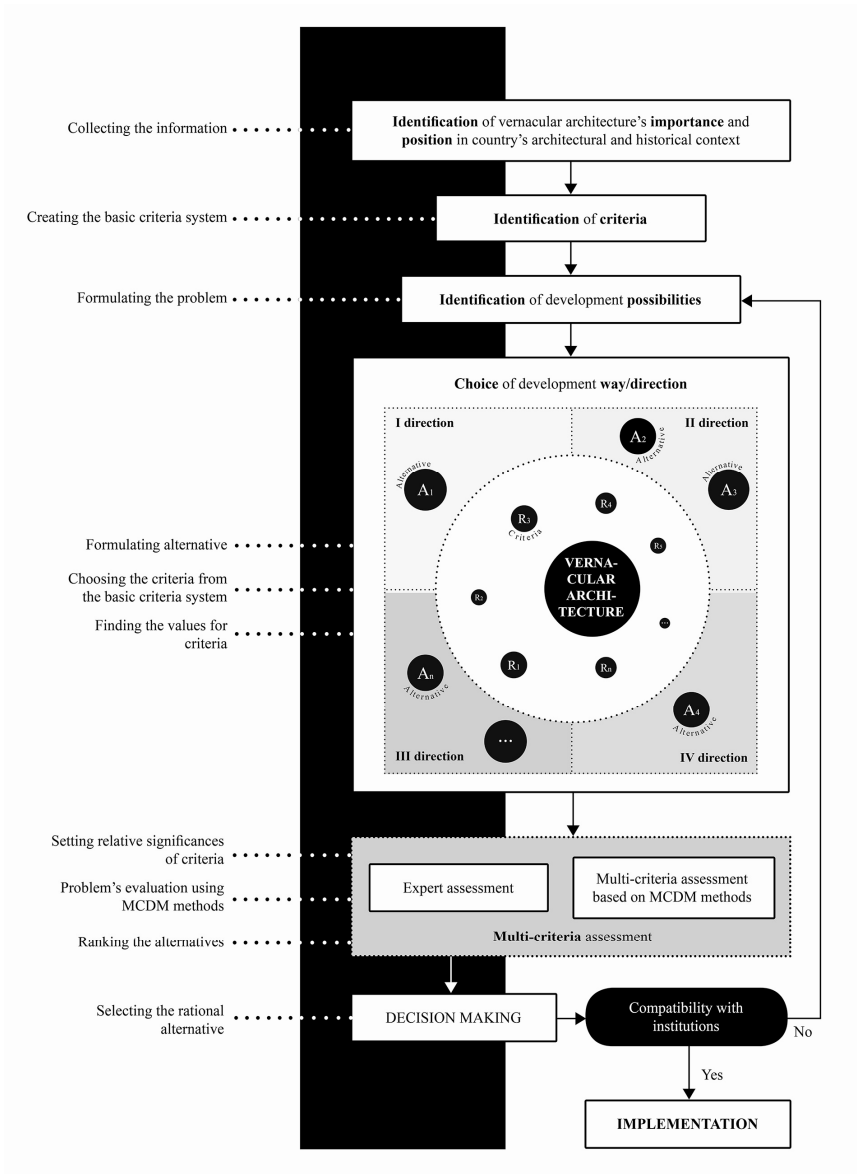 Collecting the information
Identification of vernacular architecture's importance and
position in country's architectural and historical context
Creating the basic criteria system
Identification of criteria
Formulating the problem
Identification of development possibilities
Choice of development way/direction
I direction
II direction
Alternative
A1
A2
Alternative
Alternative
A3
R3
Criteria
R4
R5
VERNA-
CULAR
ARCHI-
TECTURE
R2
...
R1
Rn
An
Alternative
A4
Alternative
...
III direction
IV direction
Formulating alternative
Choosing the criteria from
the basic criteria system
Finding the values for
criteria
Setting relative significances
of criteria
Problem's evaluation using
MCDM methods
Ranking the alternatives
Expert assessment
Multi-criteria assessment
based on MCDM methods
Multi-criteria assessment
Selecting the rational
alternative
DECISION MAKING
Compatibility with
institutions
No
Yes
IMPLEMENTATION